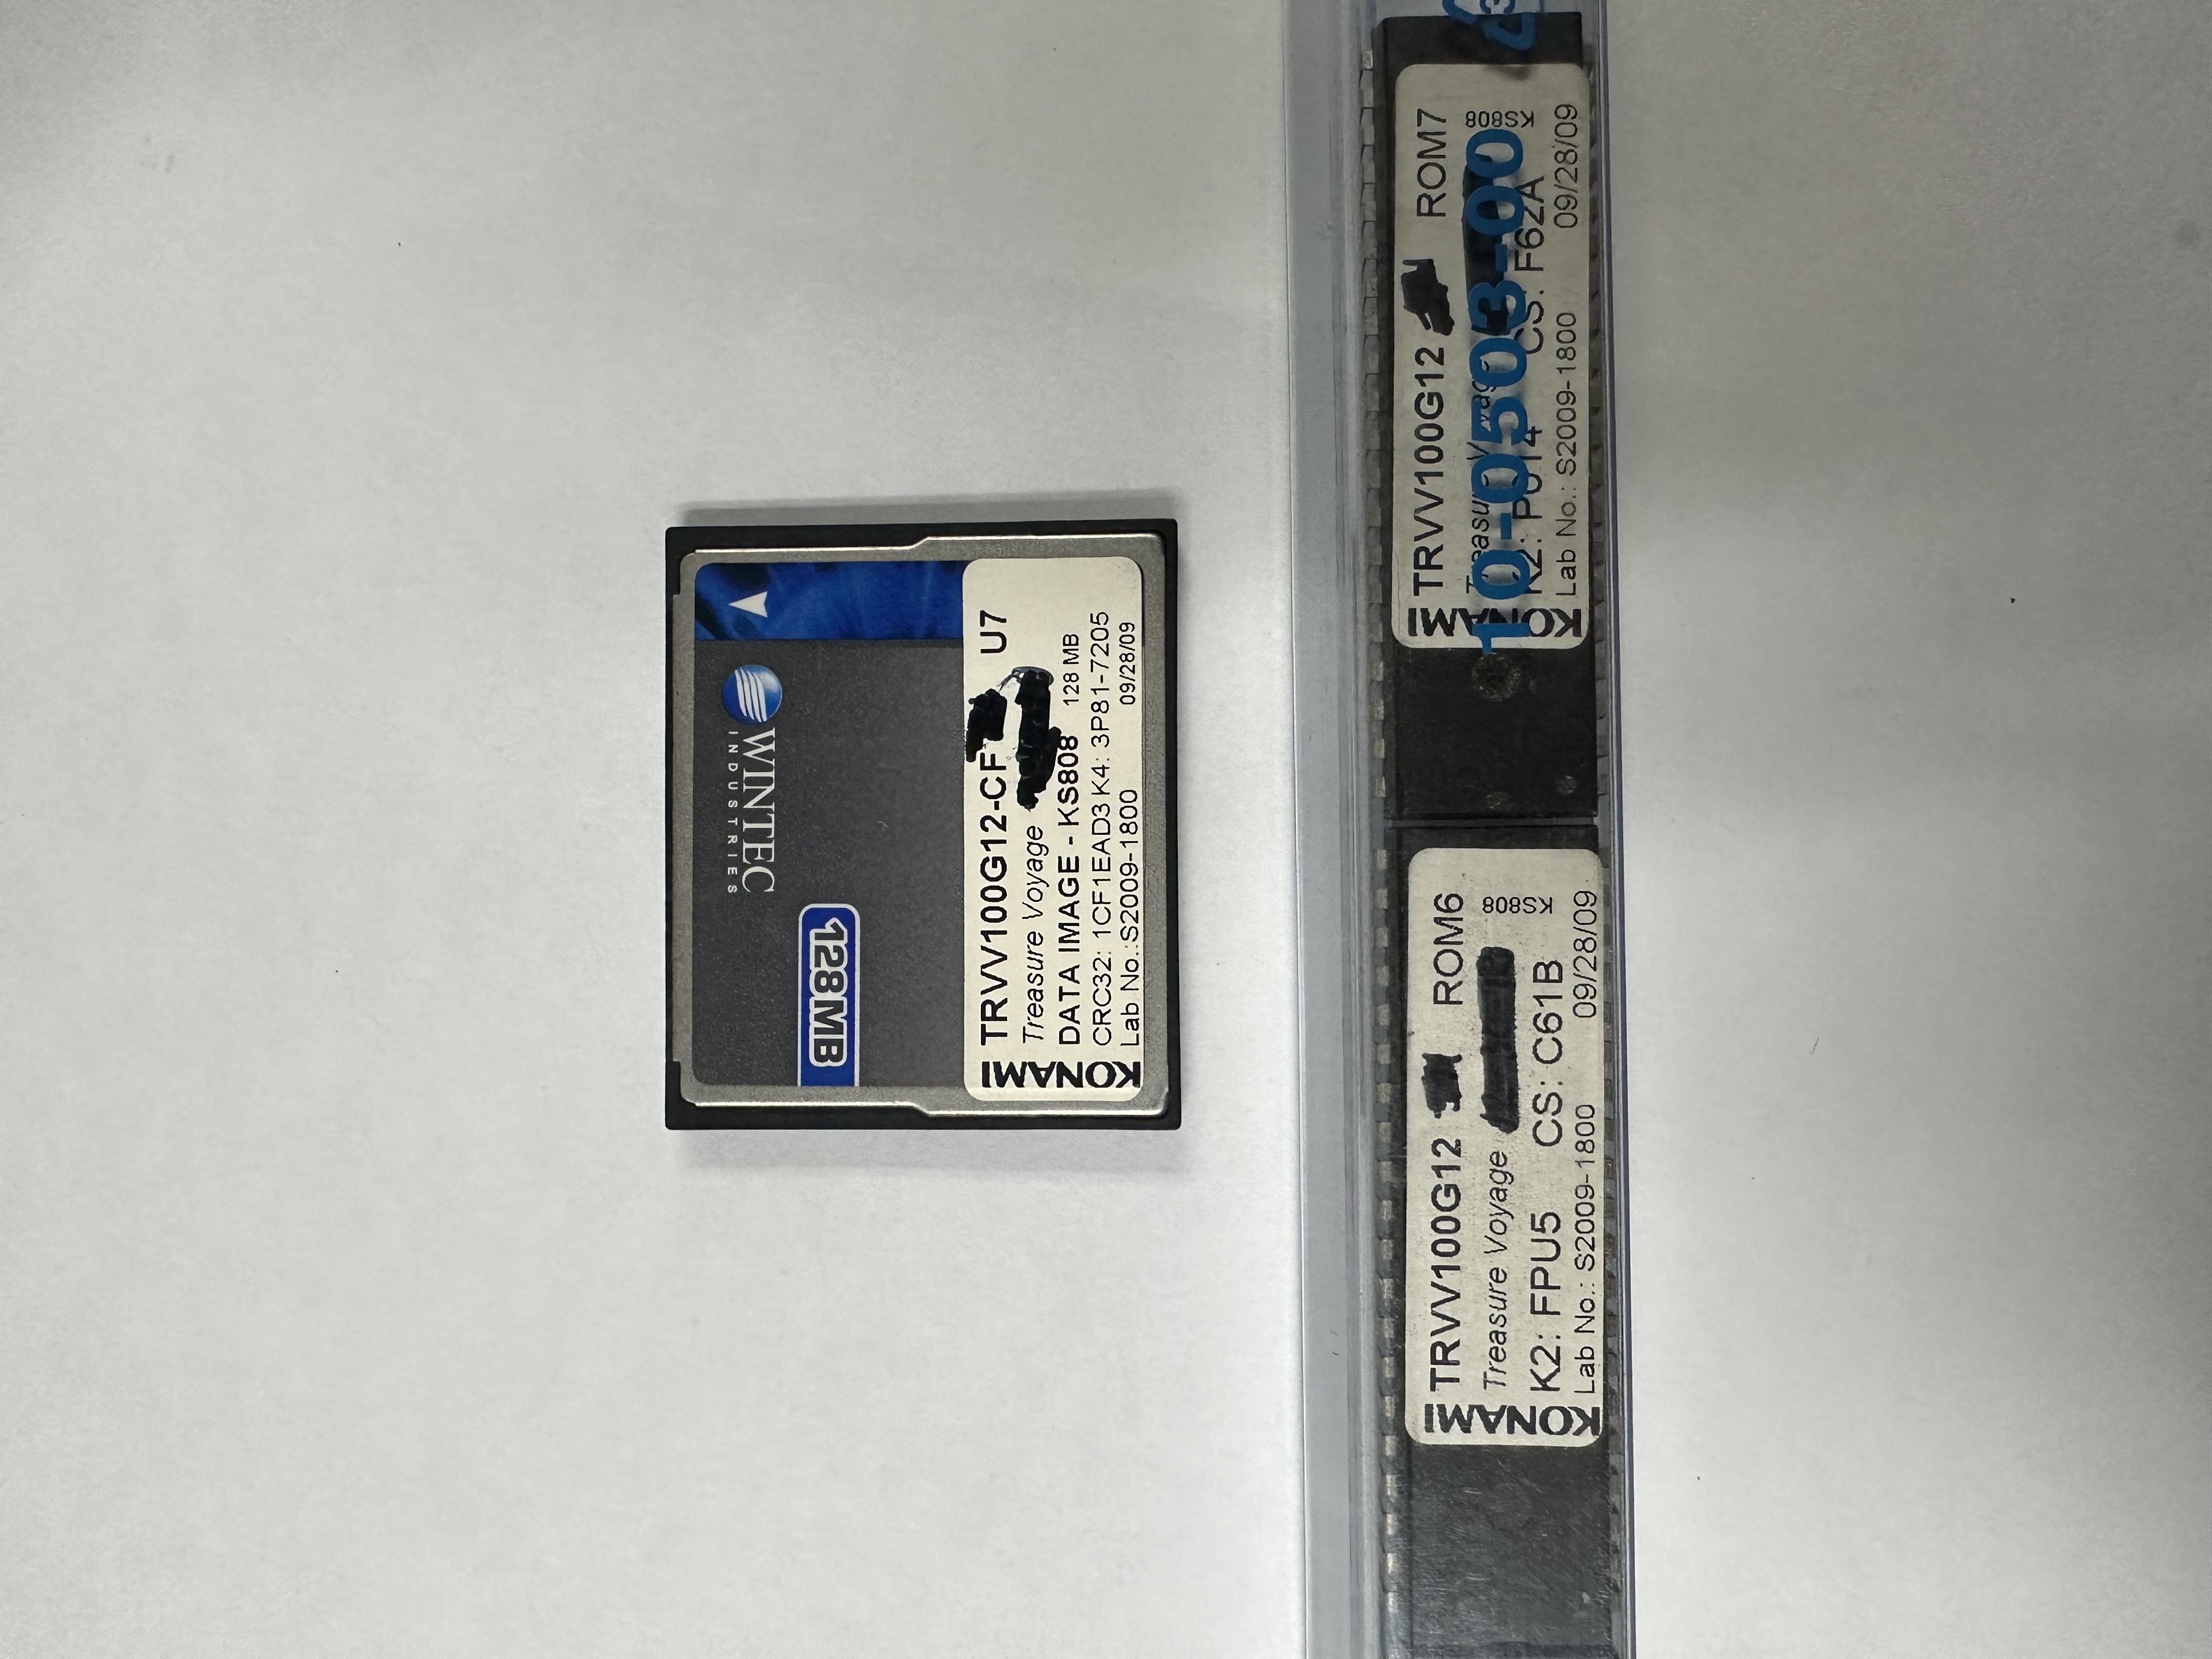 WINTEC
INDUSTRIES
128MB
KONAMI
TRVV100G12-CF U7
Treasure Voyage
DATA IMAGE - KS808 128 MB
CRC32: 1CF1EAD3 K4: 3P81-7205
Lab No.:S2009-1800 09/28/09
KONAMI
TRVV100G12 ROM7
Treasure Voyage KS808
CS: F62A
Lab No.: S2009-1800 09/28/09
10-0503-00
KONAMI
TRVV100G12 ROM6
Treasure Voyage KS808
K2: FPU5 CS: C61B
Lab No.: S2009-1800 09/28/09